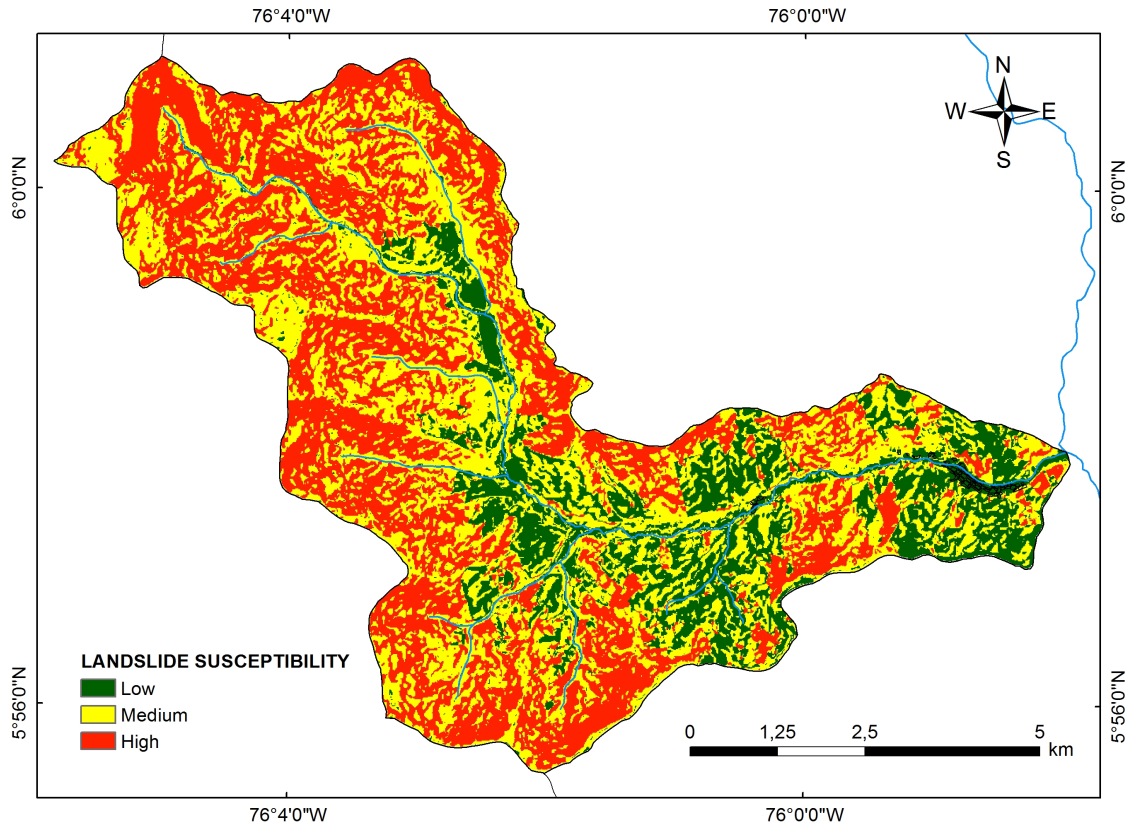 76°4'0"W 76°0'0"W
N
W E
S
6°0'0"N 6°0'0"N
LANDSLIDE SUSCEPTIBILITY
Low
Medium
High
5°56'0"N 5°56'0"N
0 1,25 2,5 5
km
76°4'0"W 76°0'0"W